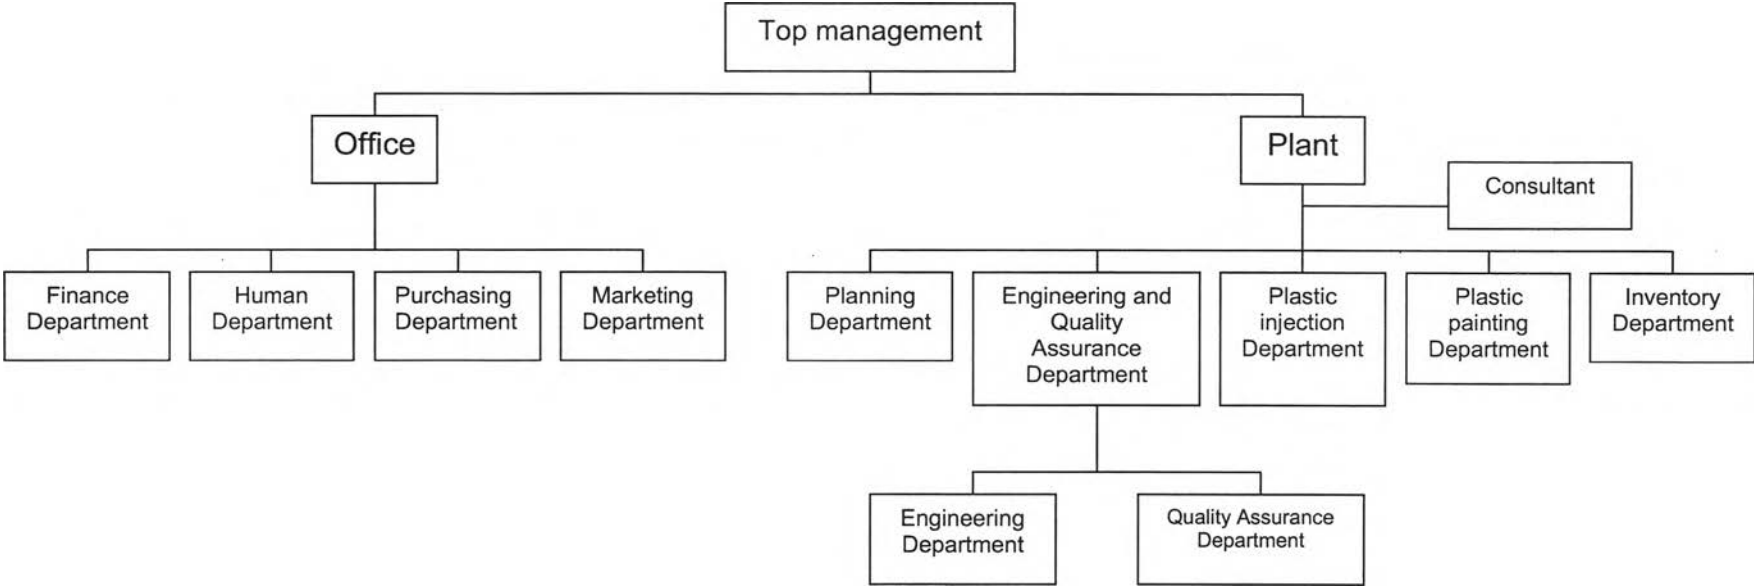 Top management
Office
Plant
Consultant
Finance
Department
Human
Department
Purchasing
Department
Marketing
Department
Planning
Department
Engineering and
Quality
Assurance
Department
Plastic
injection
Department
Plastic
painting
Department
Inventory
Department
Engineering
Department
Quality Assurance
Department